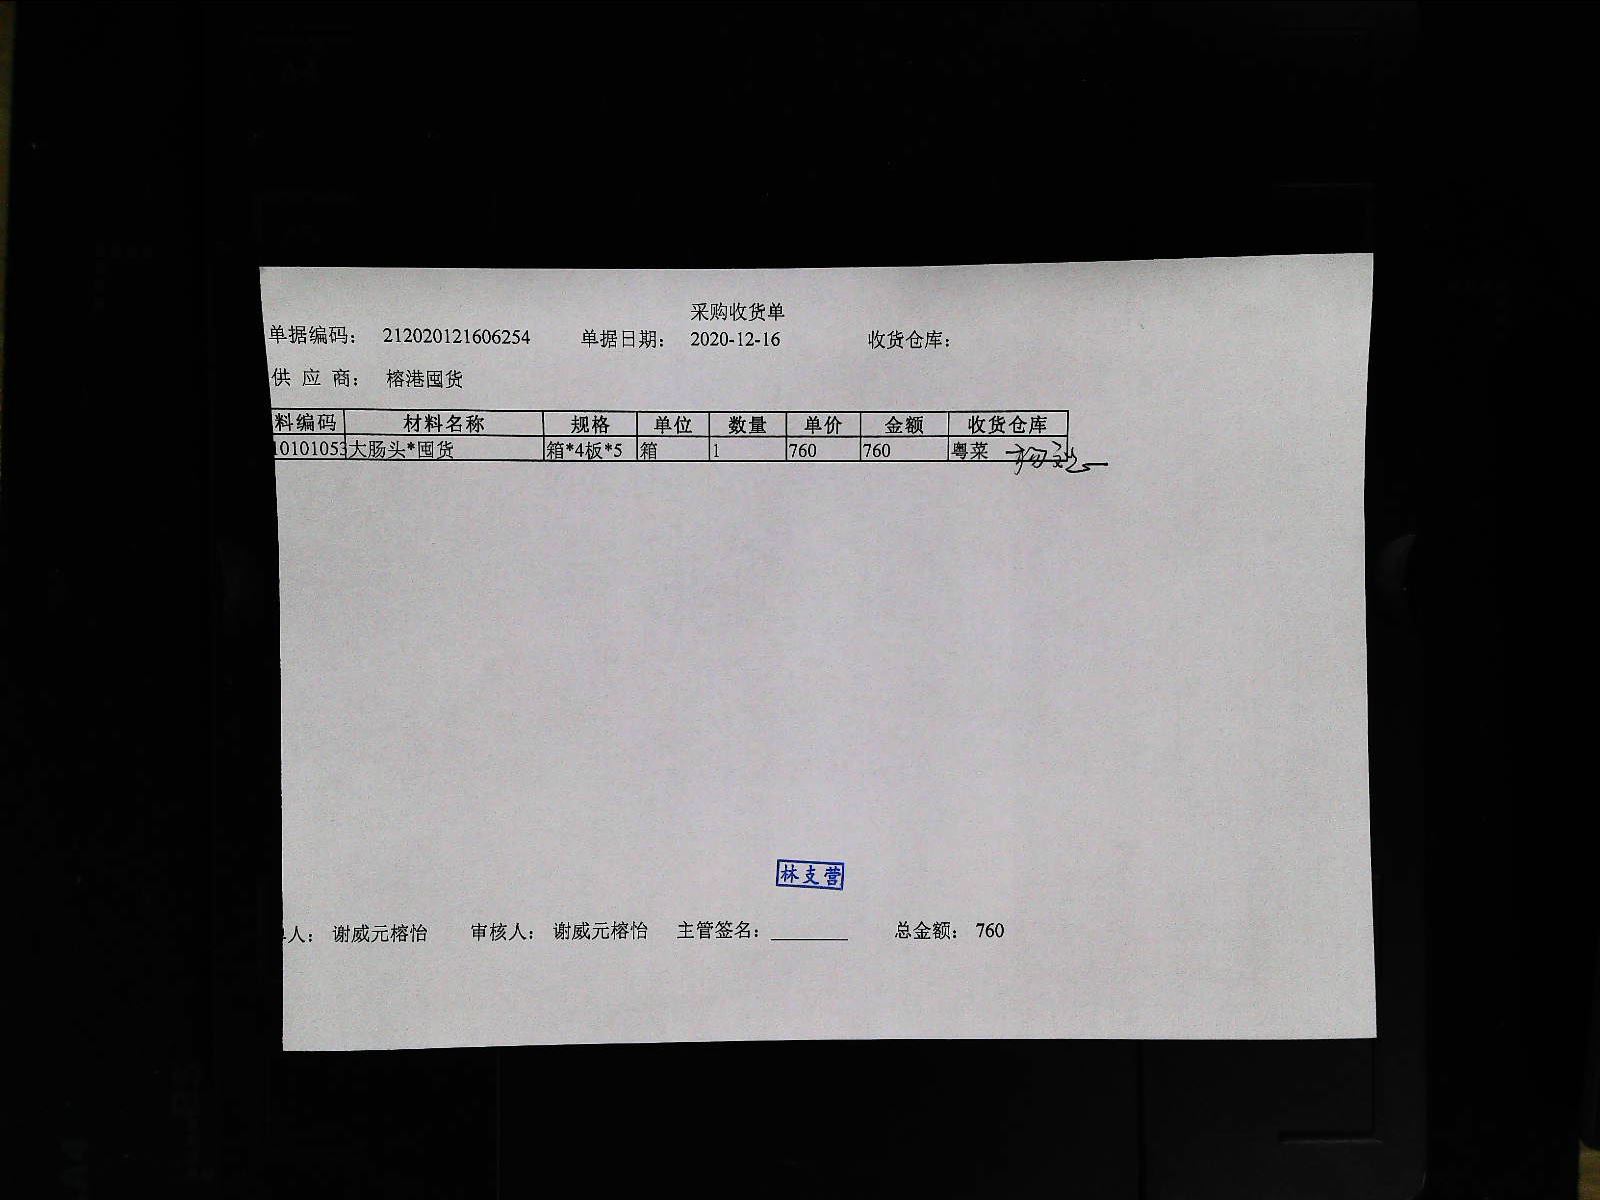 采购收货单
单据编码： 212020121606254 单据日期： 2020-12-16 收货仓库：
供 应 商： 榕港囤货
料编码 材料名称 规格 单位 数量 单价 金额 收货仓库
10101053 大肠头*囤货 箱*4板*5 箱 1 760 760 粤菜
林支营
人： 谢威元榕怡 审核人： 谢威元榕怡 主管签名： 总金额： 760